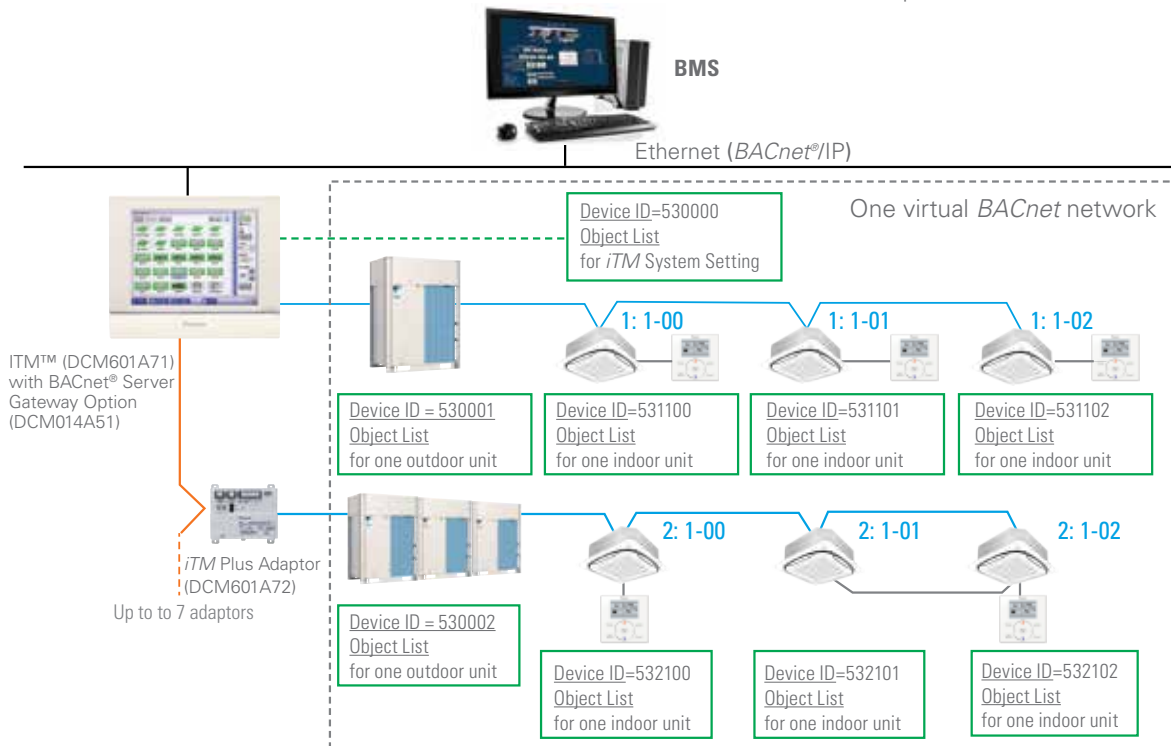 BMS
Ethernet (BACnet®/IP)
One virtual BACnet network
Device ID=530000
Object List
for iTM System Setting
ITM™ (DCM601A71)
with BACnet® Server
Gateway Option
(DCM014A51)
1: 1-00
1: 1-01
1: 1-02
Device ID = 530001
Object List
for one outdoor unit
Device ID=531100
Object List
for one indoor unit
Device ID=531101
Object List
for one indoor unit
Device ID=531102
Object List
for one indoor unit
iTM Plus Adaptor
(DCM601A72)
Up to to 7 adaptors
2: 1-00
2: 1-01
2: 1-02
Device ID = 530002
Object List
for one outdoor unit
Device ID=532100
Object List
for one indoor unit
Device ID=532101
Object List
for one indoor unit
Device ID=532102
Object List
for one indoor unit